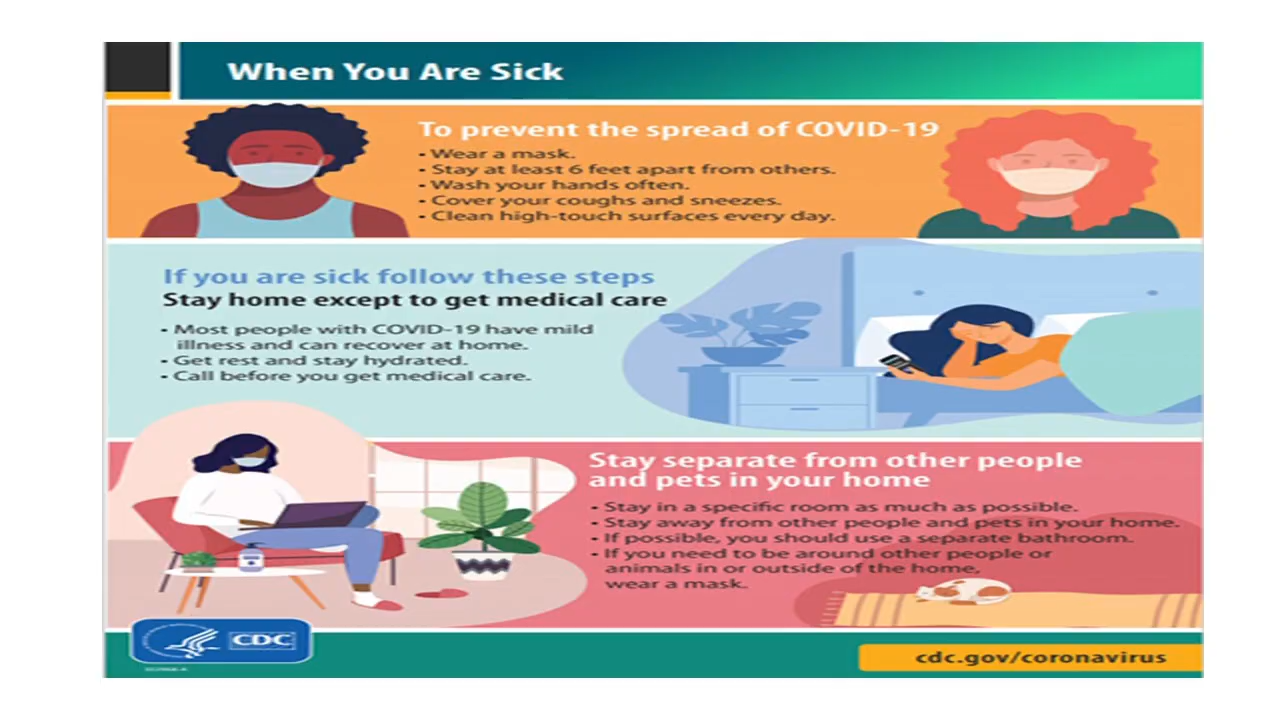 When You Are Sick
To prevent the spread of COVID-19
• Wear a mask.
• Stay at least 6 feet apart from others.
• Wash your hands often.
• Cover your coughs and sneezes.
• Clean high-touch surfaces every day.
If you are sick follow these steps
Stay home except to get medical care
• Most people with COVID-19 have mild
illness and can recover at home.
• Get rest and stay hydrated.
• Call before you get medical care.
Stay separate from other people
and pets in your home
• Stay in a specific room as much as possible.
• Stay away from other people and pets in your home.
• If possible, you should use a separate bathroom.
• If you need to be around other people or
animals in or outside of the home,
wear a mask.
CDC
cdc.gov/coronavirus